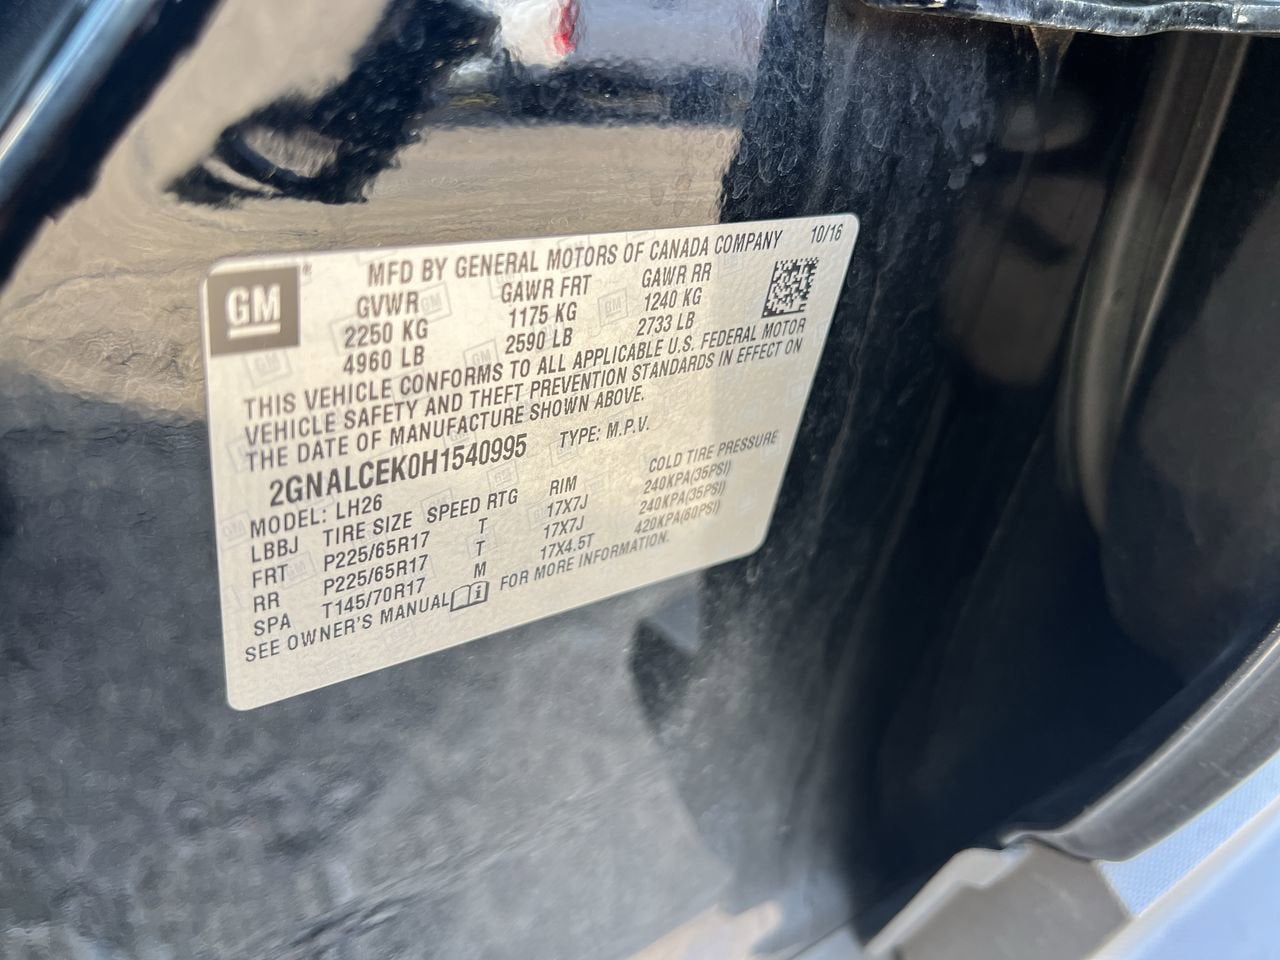 GM
MFD BY GENERAL MOTORS OF CANADA COMPANY 10/16
GVWR GAWR FRT GAWR RR
2250 KG 1175 KG 1240 KG
4960 LB 2590 LB 2733 LB
THIS VEHICLE CONFORMS TO ALL APPLICABLE U.S. FEDERAL MOTOR
VEHICLE SAFETY AND THEFT PREVENTION STANDARDS IN EFFECT ON
THE DATE OF MANUFACTURE SHOWN ABOVE.
2GNALCEK0H1540995 TYPE: M.P.V.
MODEL: LH26
LBBJ TIRE SIZE SPEED RTG RIM COLD TIRE PRESSURE
FRT P225/65R17 T 17X7J 240KPA(35PSI)
RR P225/65R17 T 17X7J 240KPA(35PSI)
SPA T145/70R17 M 17X4.5T 420KPA(60PSI)
SEE OWNER'S MANUAL FOR MORE INFORMATION.